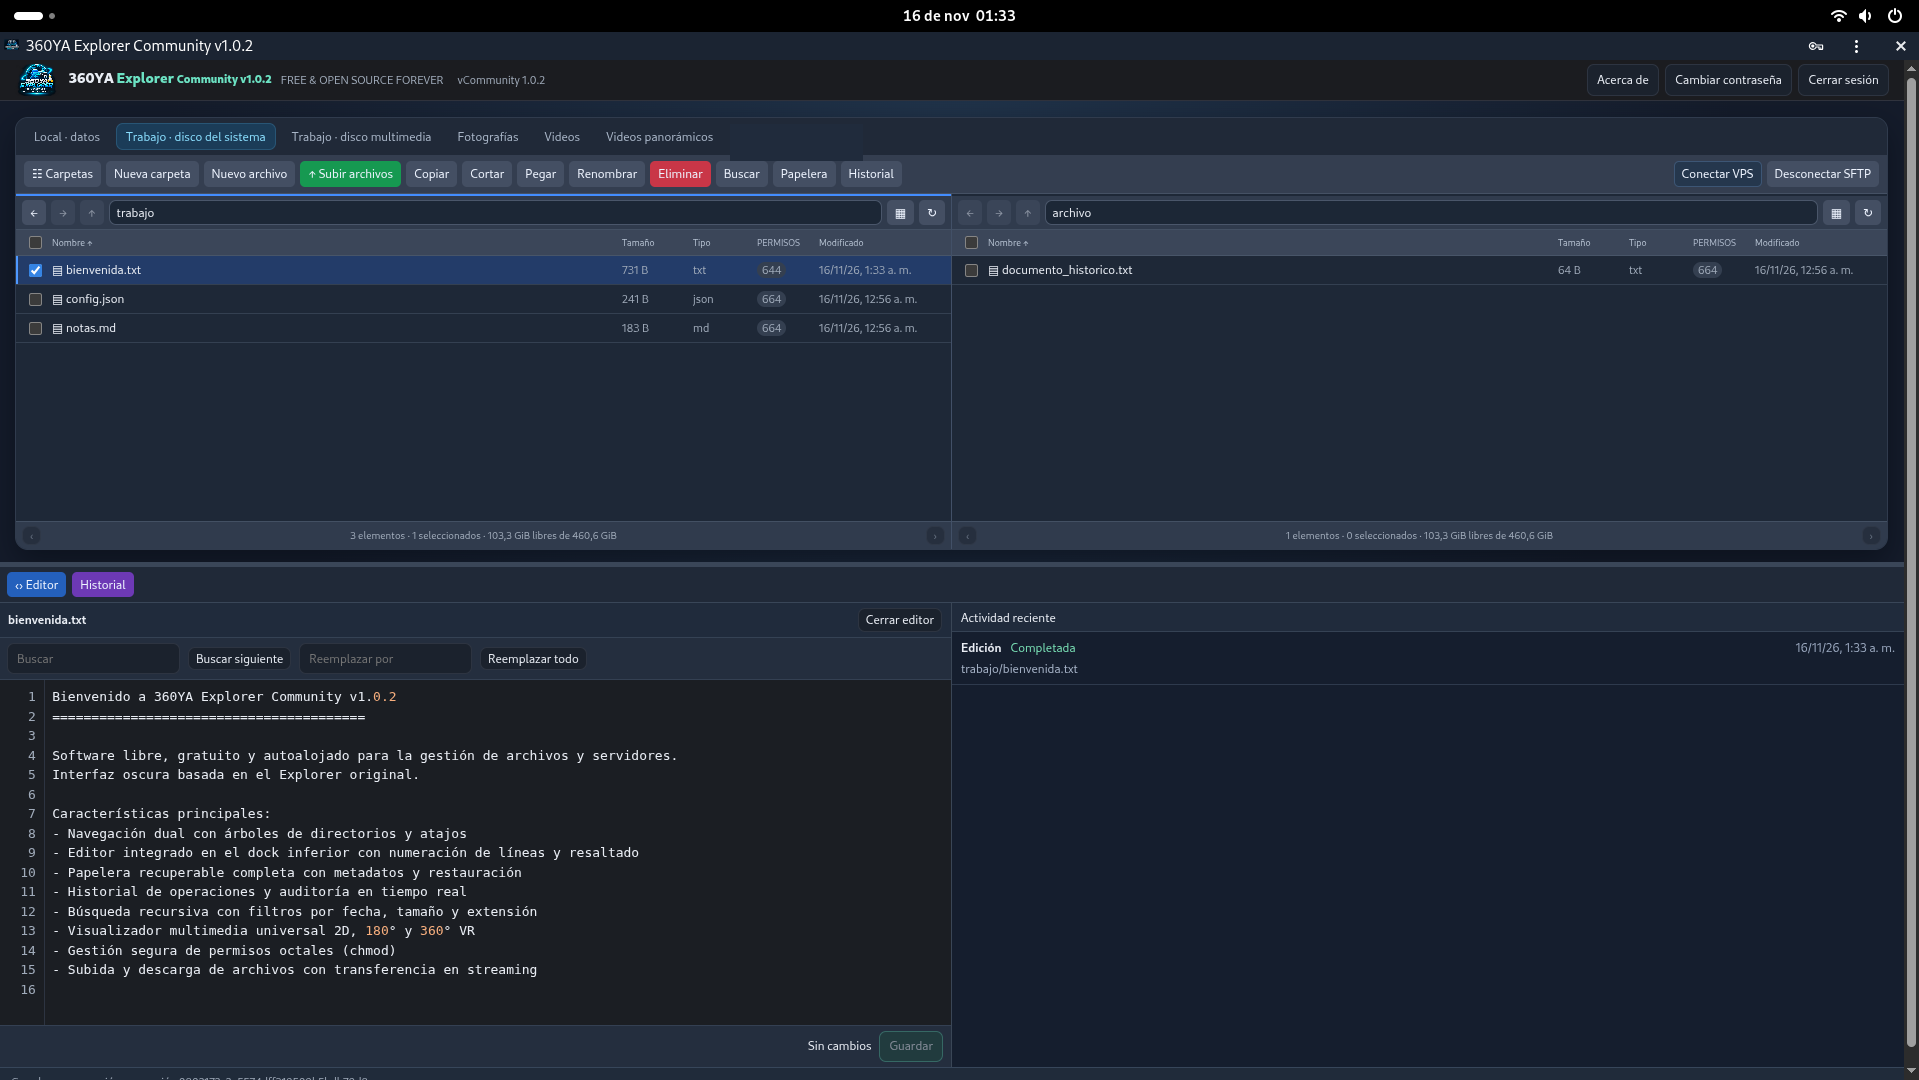 16 de nov 01:33
360YA Explorer Community v1.0.2
360YA Explorer Community v1.0.2 FREE & OPEN SOURCE FOREVER vCommunity 1.0.2
Acerca de Cambiar contraseña Cerrar sesión
Local · datos Trabajo · disco del sistema Trabajo · disco multimedia Fotografías Videos Videos panorámicos
Carpetas Nueva carpeta Nuevo archivo ↑ Subir archivos Copiar Cortar Pegar Renombrar Eliminar Buscar Papelera Historial Conectar VPS Desconectar SFTP
← → ↑ trabajo
Nombre ↑ Tamaño Tipo PERMISOS Modificado
bienvenida.txt 731 B txt 644 16/11/26, 1:33 a. m.
config.json 241 B json 664 16/11/26, 12:56 a. m.
notas.md 183 B md 664 16/11/26, 12:56 a. m.
‹ 3 elementos · 1 seleccionados · 103,3 GiB libres de 460,6 GiB ›
← → ↑ archivo
Nombre ↑ Tamaño Tipo PERMISOS Modificado
documento_historico.txt 64 B txt 664 16/11/26, 12:56 a. m.
‹ 1 elementos · 0 seleccionados · 103,3 GiB libres de 460,6 GiB ›
‹› Editor Historial
bienvenida.txt Cerrar editor
Buscar Buscar siguiente Reemplazar por Reemplazar todo
1 Bienvenido a 360YA Explorer Community v1.0.2
2 ========================================
3
4 Software libre, gratuito y autoalojado para la gestión de archivos y servidores.
5 Interfaz oscura basada en el Explorer original.
6
7 Características principales:
8 - Navegación dual con árboles de directorios y atajos
9 - Editor integrado en el dock inferior con numeración de líneas y resaltado
10 - Papelera recuperable completa con metadatos y restauración
11 - Historial de operaciones y auditoría en tiempo real
12 - Búsqueda recursiva con filtros por fecha, tamaño y extensión
13 - Visualizador multimedia universal 2D, 180° y 360° VR
14 - Gestión segura de permisos octales (chmod)
15 - Subida y descarga de archivos con transferencia en streaming
16
Sin cambios Guardar
Actividad reciente
Edición Completada 16/11/26, 1:33 a. m.
trabajo/bienvenida.txt